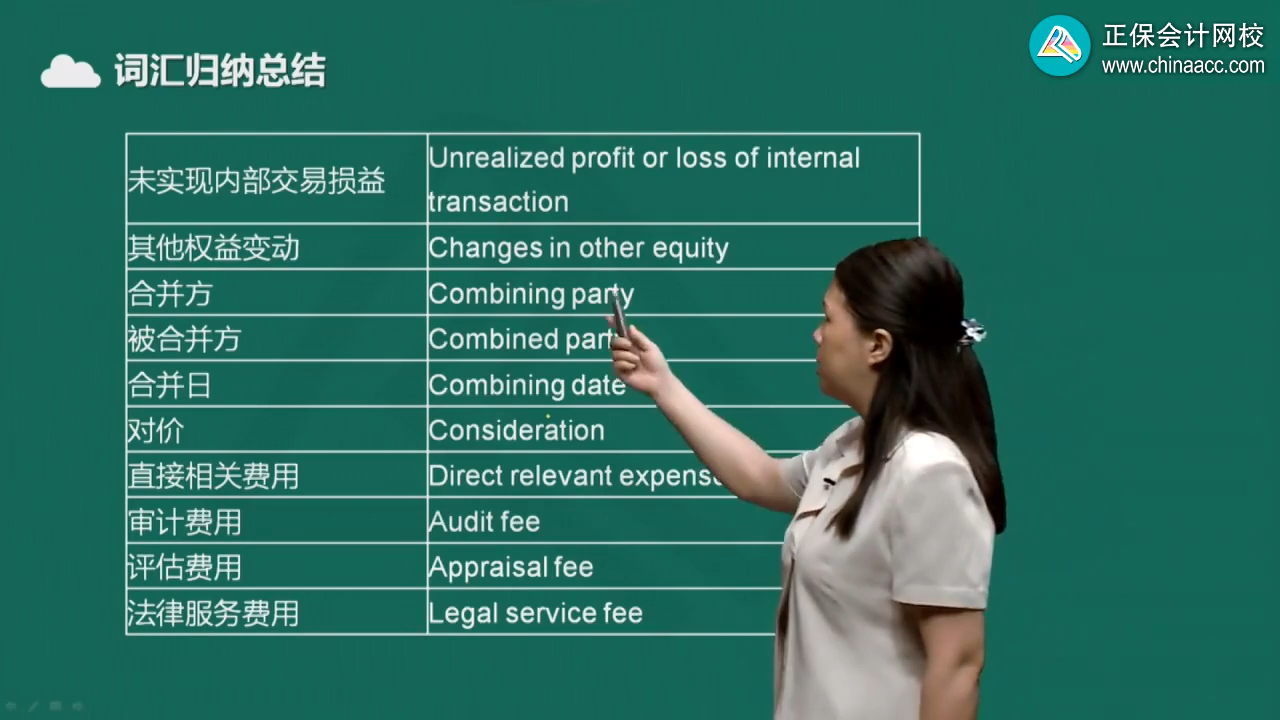 正保会计网校
www.chinaacc.com
词汇归纳总结
未实现内部交易损益
Unrealized profit or loss of internal
transaction
其他权益变动
Changes in other equity
合并方
Combining party
被合并方
Combined
合并日
Combining date
对价
Consideration
直接相关费用
Direct relevant
审计费用
Audit fee
评估费用
Appraisal fee
法律服务费用
Legal service fee